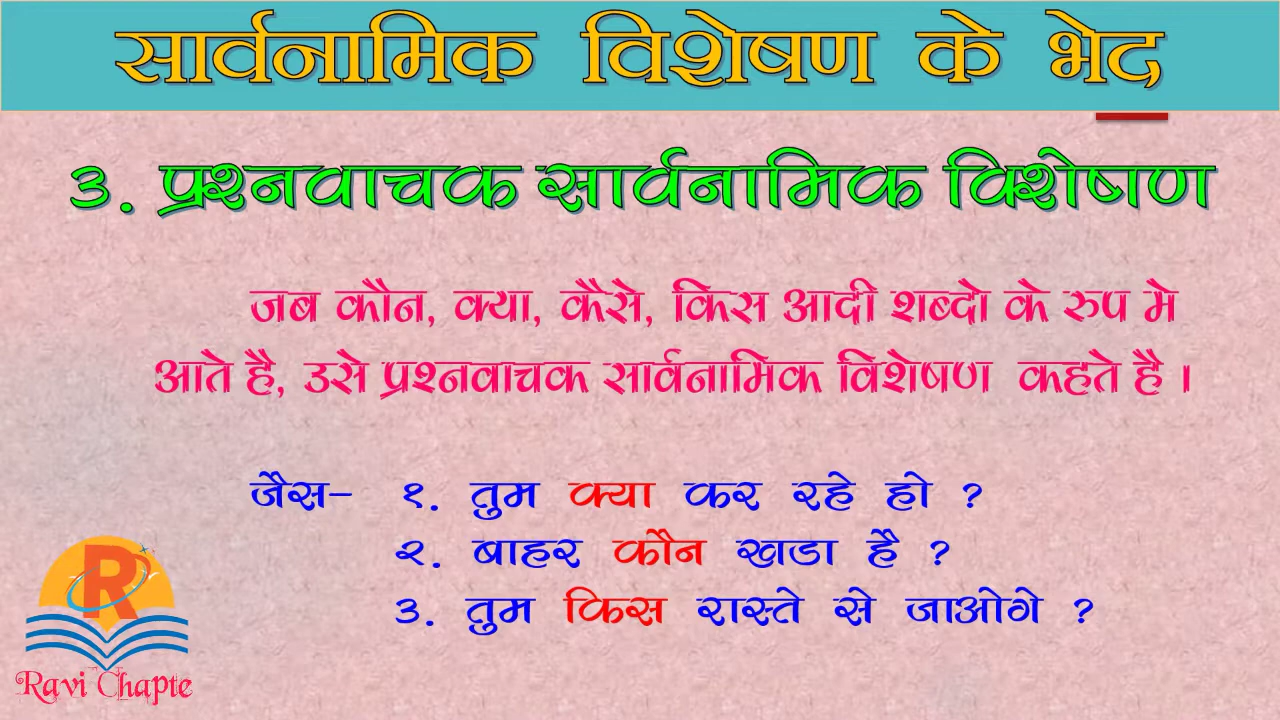 सार्वनामिक विशेषण के भेद
३. प्रश्नवाचक सार्वनामिक विशेषण
जब कौन, क्या, कैसे, किस आदी शब्दो के रुप मे
आते है, उसे प्रश्नवाचक सार्वनामिक विशेषण कहते है ।
जैस- १. तुम क्या कर रहे हो ?
२. बाहर कौन खडा है ?
३. तुम किस रास्ते से जाओगे ?
R
Ravi Chapte